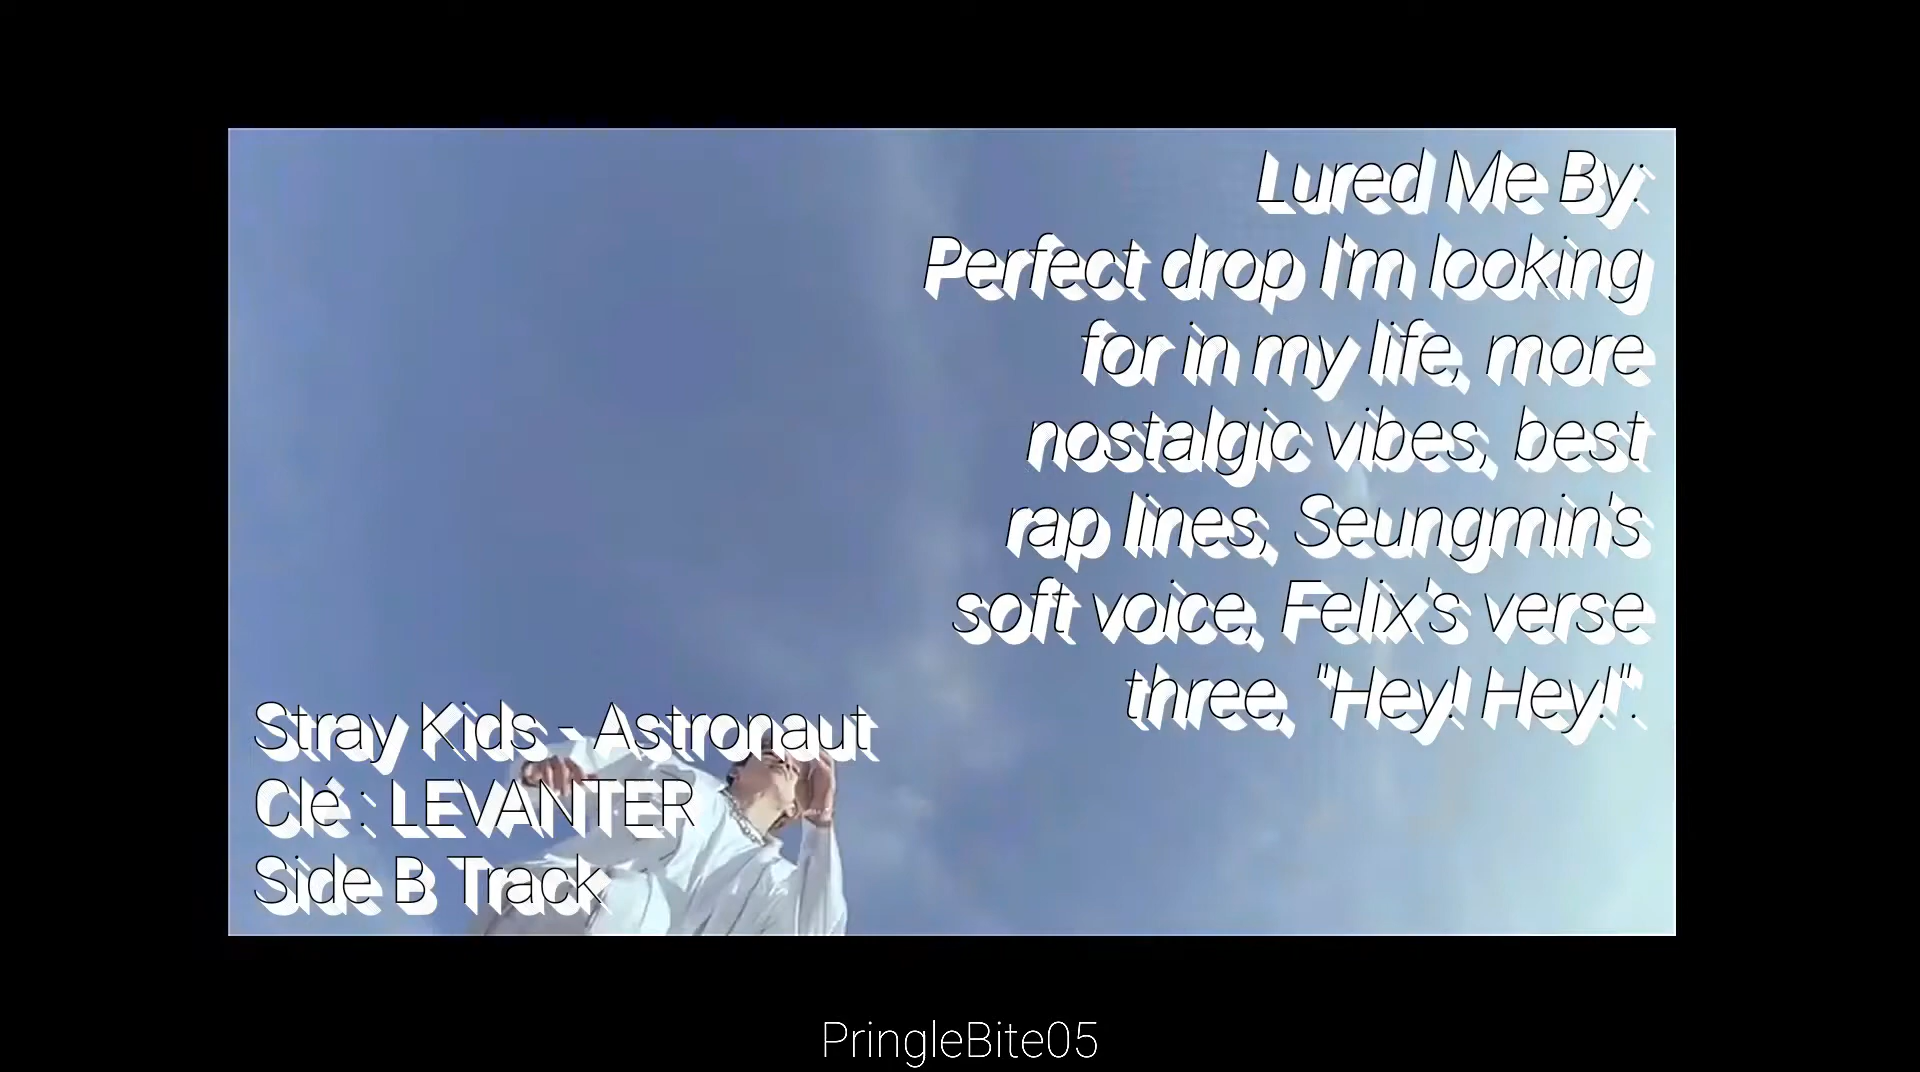 Lured Me By:
Perfect drop I'm looking
for in my life, more
nostalgic vibes, best
rap lines, Seungmin's
soft voice, Felix's verse
three, "Hey! Hey!".
Stray Kids - Astronaut
Clé : LEVANTER
Side B Track
PringleBite05